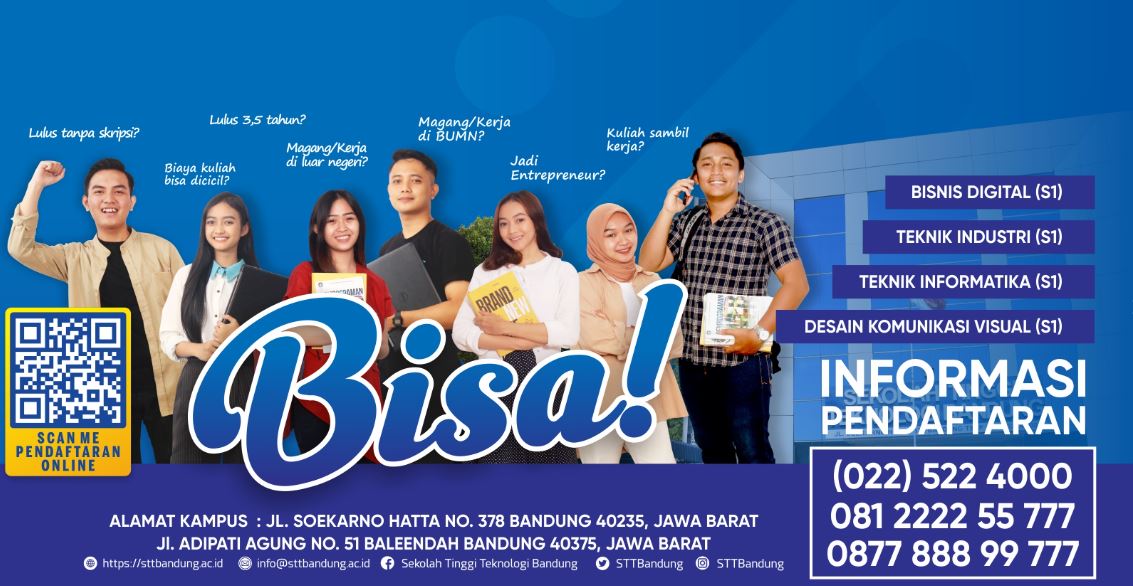 Lulus tanpa skripsi?
Lulus 3,5 tahun?
Biaya kuliah
bisa dicicil?
Magang/Kerja
di luar negeri?
Magang/Kerja
di BUMN?
Jadi
Entrepreneur?
Kuliah sambil
kerja?
BISNIS DIGITAL (S1)
TEKNIK INDUSTRI (S1)
TEKNIK INFORMATIKA (S1)
DESAIN KOMUNIKASI VISUAL (S1)
BRAND
NEW
Bisa!
SCAN ME
PENDAFTARAN
ONLINE
INFORMASI
PENDAFTARAN
(022) 522 4000
081 2222 55 777
0877 888 99 777
ALAMAT KAMPUS : JL. SOEKARNO HATTA NO. 378 BANDUNG 40235, JAWA BARAT
Jl. ADIPATI AGUNG NO. 51 BALEENDAH BANDUNG 40375, JAWA BARAT
https://sttbandung.ac.id info@sttbandung.ac.id Sekolah Tinggi Teknologi Bandung STTBandung STTBandung